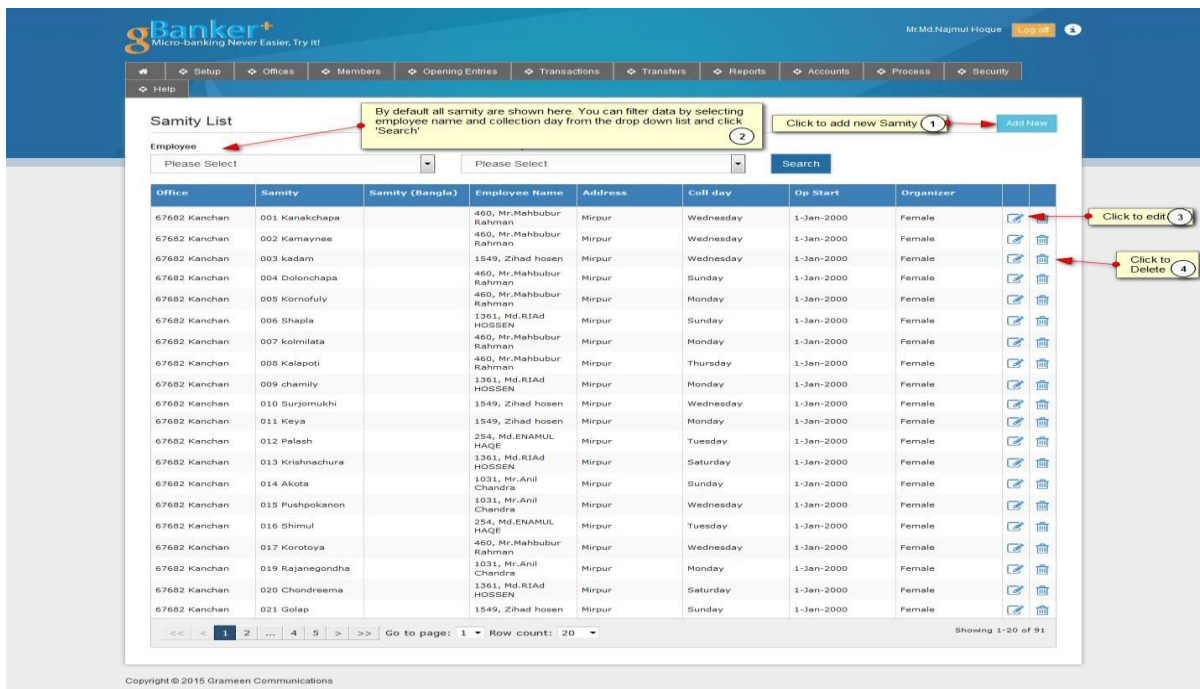 gBanker+
Micro-banking Never Easier, Try it!
Mr.Md.Najmul Hoque Log off
Setup Offices Members Opening Entries Transactions Transfers Reports Accounts Process Security
Help
Samity List
By default all samity are shown here. You can filter data by selecting
employee name and collection day from the drop down list and click
'Search' 2
Click to add new Samity 1
Add New
Employee
Please Select Please Select Search
Office Samity Samity (Bangla) Employee Name Address Coll day Op Start Organizer
67682 Kanchan 001 Kanakchapa 460, Mr.Mahbubur Rahman Mirpur Wednesday 1-Jan-2000 Female
Click to edit 3
67682 Kanchan 002 Kamaynee 460, Mr.Mahbubur Rahman Mirpur Wednesday 1-Jan-2000 Female
67682 Kanchan 003 kadam 1549, Zihad hosen Mirpur Wednesday 1-Jan-2000 Female
Click to
Delete 4
67682 Kanchan 004 Dolonchapa 460, Mr.Mahbubur Rahman Mirpur Sunday 1-Jan-2000 Female
67682 Kanchan 005 Kornofuly 460, Mr.Mahbubur Rahman Mirpur Monday 1-Jan-2000 Female
67682 Kanchan 006 Shapla 1361, Md.RIAd HOSSEN Mirpur Sunday 1-Jan-2000 Female
67682 Kanchan 007 kolmilata 460, Mr.Mahbubur Rahman Mirpur Monday 1-Jan-2000 Female
67682 Kanchan 008 Kalapoti 460, Mr.Mahbubur Rahman Mirpur Thursday 1-Jan-2000 Female
67682 Kanchan 009 chamily 1361, Md.RIAd HOSSEN Mirpur Monday 1-Jan-2000 Female
67682 Kanchan 010 Surjomukhi 1549, Zihad hosen Mirpur Wednesday 1-Jan-2000 Female
67682 Kanchan 011 Keya 1549, Zihad hosen Mirpur Monday 1-Jan-2000 Female
67682 Kanchan 012 Palash 254, Md.ENAMUL HAQE Mirpur Tuesday 1-Jan-2000 Female
67682 Kanchan 013 Krishnachura 1361, Md.RIAd HOSSEN Mirpur Saturday 1-Jan-2000 Female
67682 Kanchan 014 Akota 1031, Mr.Anil Chandra Mirpur Sunday 1-Jan-2000 Female
67682 Kanchan 015 Pushpokanon 1031, Mr.Anil Chandra Mirpur Wednesday 1-Jan-2000 Female
67682 Kanchan 016 Shimul 254, Md.ENAMUL HAQE Mirpur Tuesday 1-Jan-2000 Female
67682 Kanchan 017 Korotoya 460, Mr.Mahbubur Rahman Mirpur Wednesday 1-Jan-2000 Female
67682 Kanchan 019 Rajanegondha 1031, Mr.Anil Chandra Mirpur Monday 1-Jan-2000 Female
67682 Kanchan 020 Chondreema 1361, Md.RIAd HOSSEN Mirpur Saturday 1-Jan-2000 Female
67682 Kanchan 021 Golap 1549, Zihad hosen Mirpur Sunday 1-Jan-2000 Female
<< < 1 2 ... 4 5 > >> Go to page: 1 Row count: 20 Showing 1-20 of 91
Copyright © 2015 Grameen Communications